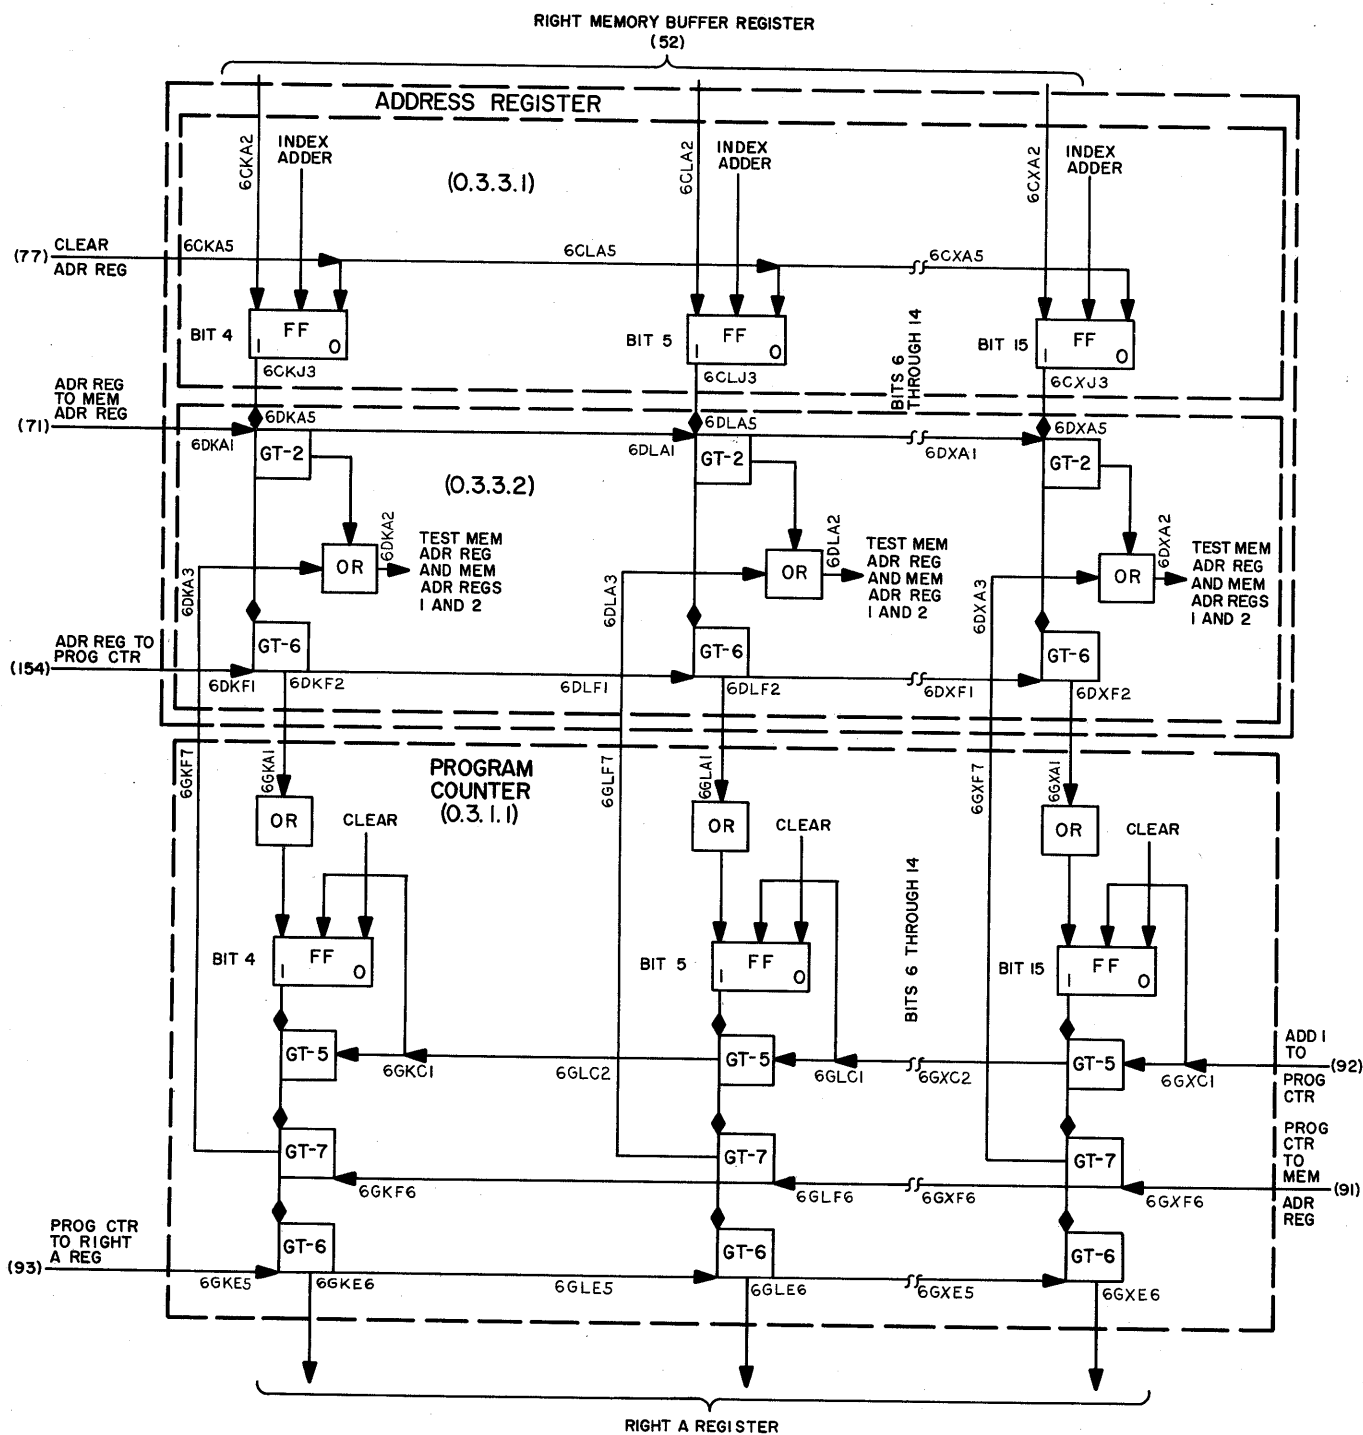 RIGHT MEMORY BUFFER REGISTER
(52)
ADDRESS REGISTER
6CKA2
INDEX
ADDER
6CLA2
INDEX
ADDER
6CXA2
INDEX
ADDER
(0.3.3.1)
(77)
CLEAR
ADR REG
6CKA5
6CLA5
6CXA5
BIT 4
FF
1
0
BIT 5
FF
1
0
BITS 6
THROUGH 14
BIT 15
FF
1
0
6CKJ3
6CLJ3
6CXJ3
ADR REG
TO MEM
ADR REG
(71)
6DKA5
6DLA5
6DXA5
6DKA1
GT-2
6DLA1
GT-2
6DXA1
GT-2
(0.3.3.2)
6DKA3
OR
6DKA2
TEST MEM
ADR REG
AND MEM
ADR REGS
1 AND 2
6DLA3
OR
6DLA2
TEST MEM
ADR REG
AND MEM
ADR REG
1 AND 2
6DXA3
OR
6DXA2
TEST MEM
ADR REG
AND MEM
ADR REGS
1 AND 2
(154)
ADR REG TO
PROG CTR
GT-6
GT-6
GT-6
6DKF1
6DKF2
6DLF1
6DLF2
6DXF1
6DXF2
6GKF7
6GKA1
PROGRAM
COUNTER
(0.3.1.1)
6GLF7
6GLA1
6GXF7
6GXA1
OR
CLEAR
OR
CLEAR
OR
CLEAR
BIT 4
FF
1
0
BIT 5
FF
1
0
BITS 6 THROUGH 14
BIT 15
FF
1
0
GT-5
6GKC1
6GLC2
GT-5
6GLC1
6GXC2
GT-5
6GXC1
ADD 1
TO
(92)
PROG
CTR
GT-7
6GKF6
GT-7
6GLF6
6GXF6
GT-7
6GXF6
PROG
CTR
TO
MEM
(91)
ADR
REG
PROG CTR
TO RIGHT
A REG
(93)
GT-6
GT-6
GT-6
6GKE5
6GKE6
6GLE5
6GLE6
6GXE5
6GXE6
RIGHT A REGISTER